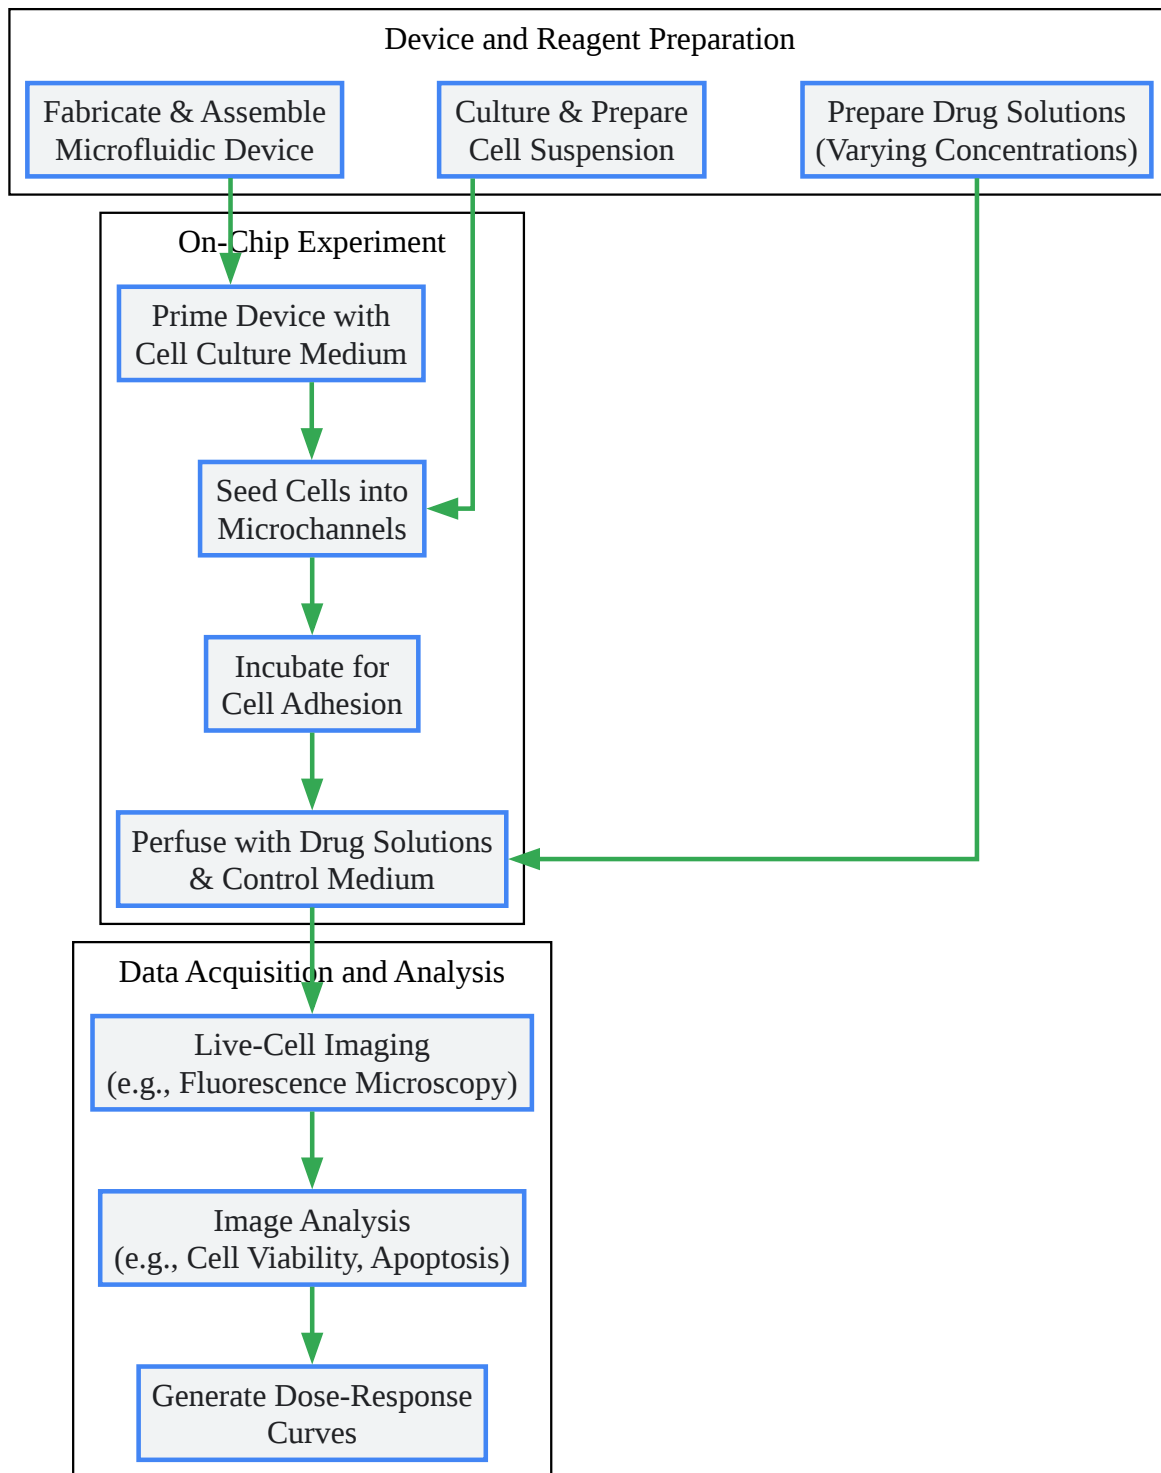 Device and Reagent Preparation
Fabricate & Assemble
Microfluidic Device
Culture & Prepare
Cell Suspension
Prepare Drug Solutions
(Varying Concentrations)
On-Chip Experiment
Prime Device with
Cell Culture Medium
Seed Cells into
Microchannels
Incubate for
Cell Adhesion
Perfuse with Drug Solutions
& Control Medium
Data Acquisition and Analysis
Live-Cell Imaging
(e.g., Fluorescence Microscopy)
Image Analysis
(e.g., Cell Viability, Apoptosis)
Generate Dose-Response
Curves